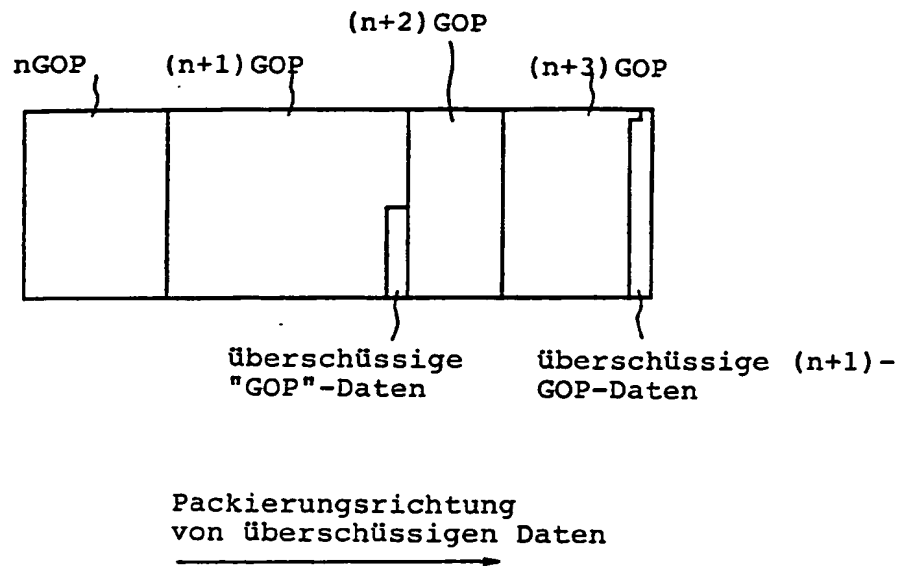 (n+2)GOP
nGOP (n+1)GOP (n+3)GOP
überschüssige
"GOP"-Daten
überschüssige (n+1)-
GOP-Daten
Packierungsrichtung
von überschüssigen Daten